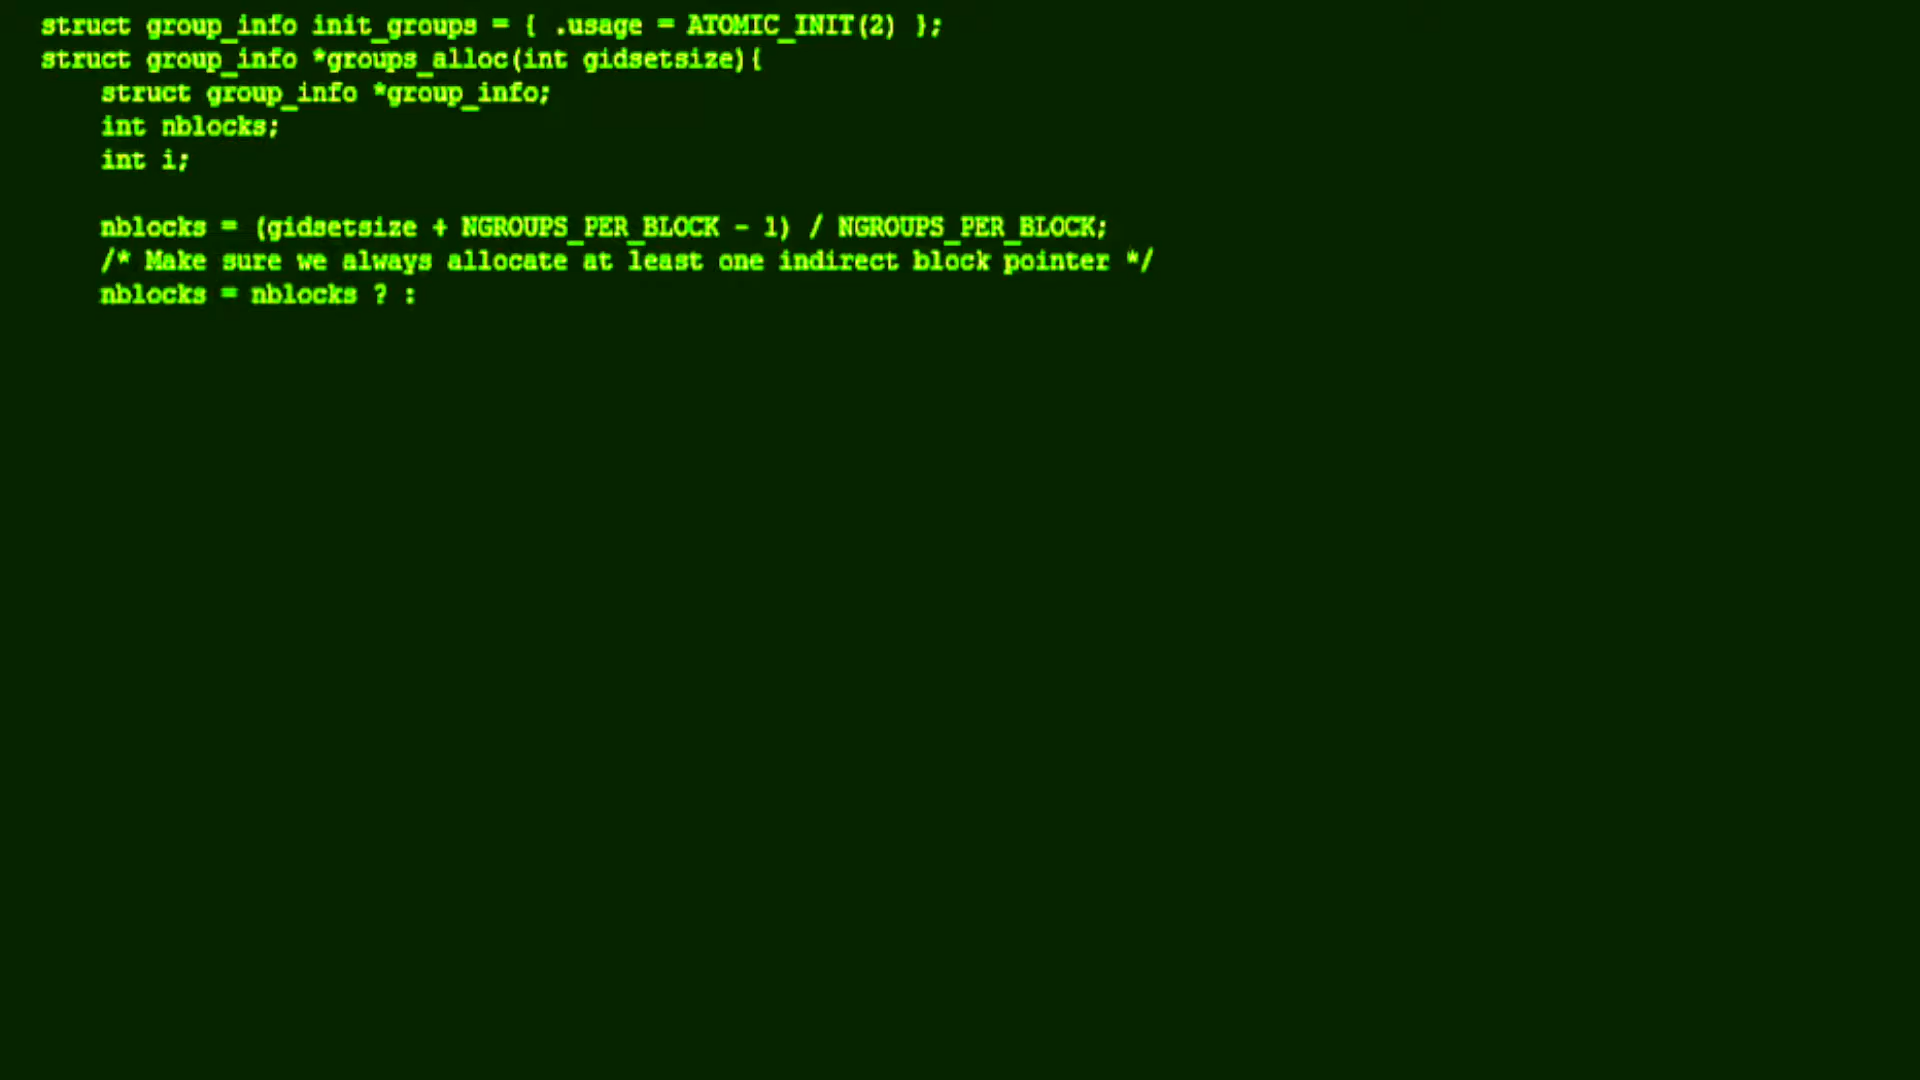 struct group_info init_groups = { .usage = ATOMIC_INIT(2) };
struct group_info *groups_alloc(int gidsetsize){
    struct group_info *group_info;
    int nblocks;
    int i;

    nblocks = (gidsetsize + NGROUPS_PER_BLOCK - 1) / NGROUPS_PER_BLOCK;
    /* Make sure we always allocate at least one indirect block pointer */
    nblocks = nblocks ? :